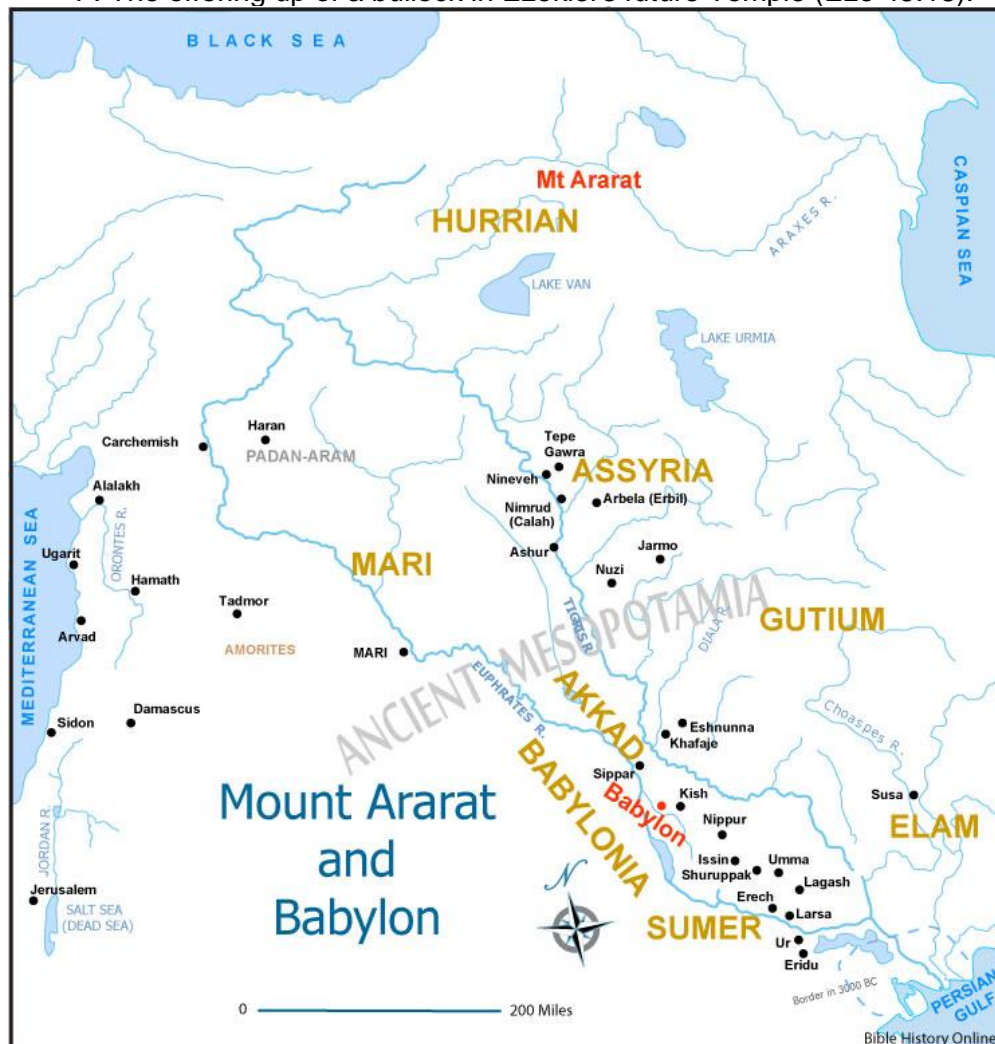 BLACK SEA
CASPIAN SEA
Mt Ararat
HURRIAN
ARAXES R.
LAKE VAN
LAKE URMIA
Haran
Carchemish
PADAN-ARAM
Tepe
Gawra
ASSYRIA
Nineveh
Alalakh
Nimrud
(Calah)
Arbela (Erbil)
MEDITERRANEAN SEA
ORONTES R.
Ashur
Jarmo
Ugarit
MARI
Nuzi
Hamath
Tadmor
Arvad
TIGRIS R.
DIALA R.
GUTIUM
AMORITES
MARI
ANCIENT MESOPOTAMIA
EUPHRATES R.
AKKAD
Damascus
Sidon
Eshnunna
Khafaje
Choaspes R.
BABYLONIA
Sippar
Mount Ararat
and
Babylon
Babylon
Kish
Susa
ELAM
Nippur
JORDAN R.
Issin
Umma
Shuruppak
Lagash
Jerusalem
SALT SEA
(DEAD SEA)
N
Erech
Larsa
SUMER
Ur
Eridu
Border in 3000 BC
PERSIAN
GULF
0 200 Miles
Bible History Online